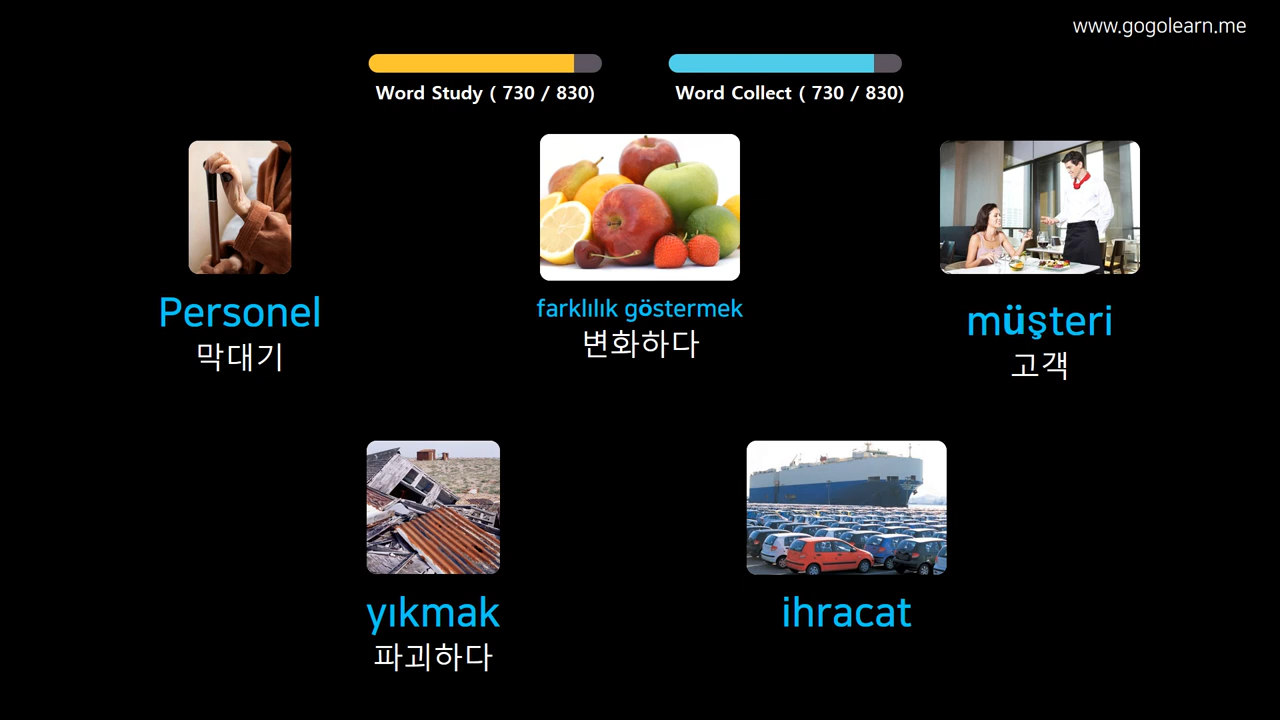 www.gogolearn.me
Word Study ( 730 / 830)
Word Collect ( 730 / 830)
Personel
막대기
farklılık göstermek
변화하다
müşteri
고객
yıkmak
파괴하다
ihracat